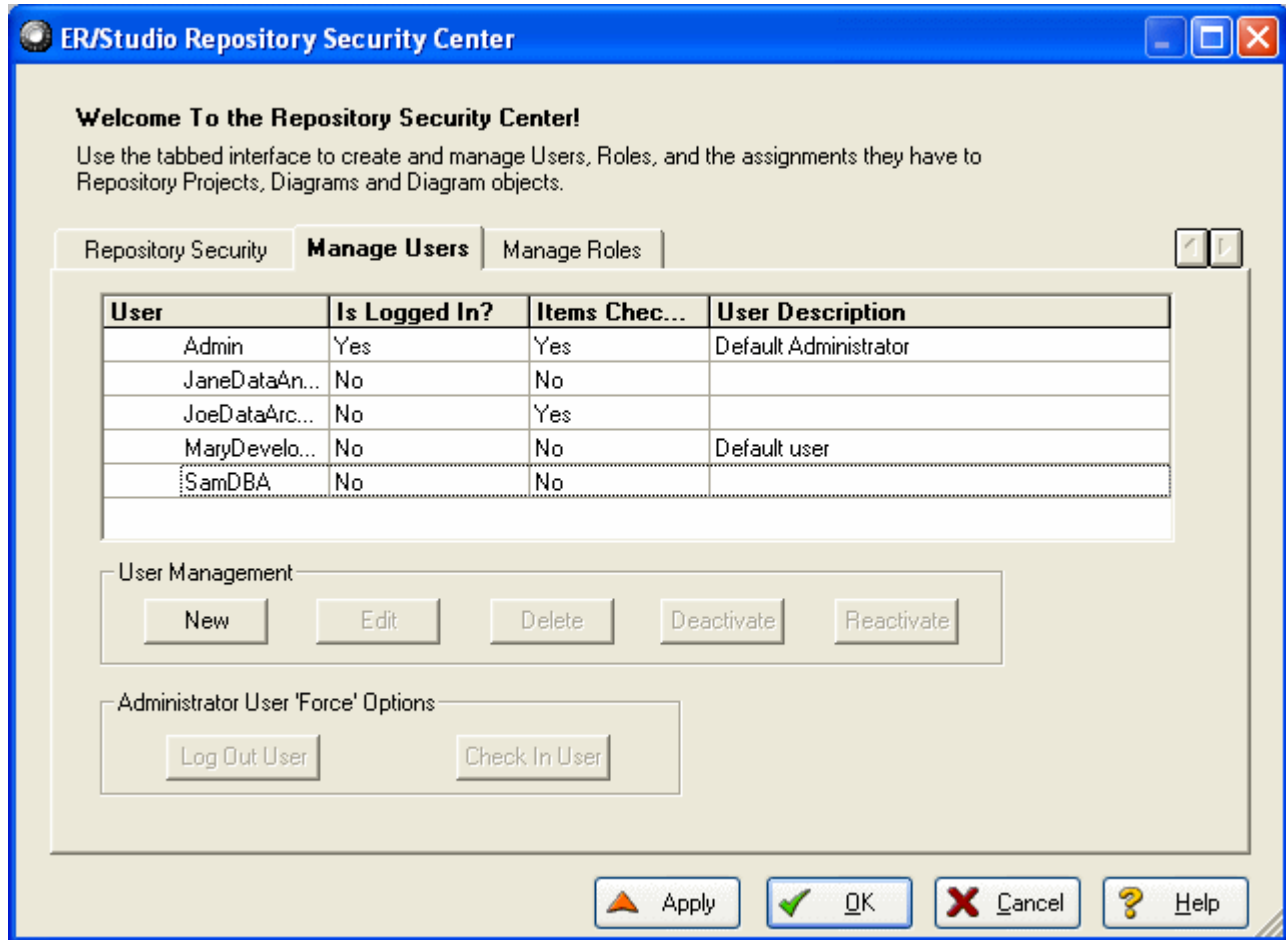 ER/Studio Repository Security Center
Welcome To the Repository Security Center!
Use the tabbed interface to create and manage Users, Roles, and the assignments they have to
Repository Projects, Diagrams and Diagram objects.
Repository Security Manage Users Manage Roles
User Is Logged In? Items Chec... User Description
Admin Yes Yes Default Administrator
JaneDataAn... No No
JoeDataArc... No Yes
MaryDevelo... No No Default user
SamDBA No No
User Management
New Edit Delete Deactivate Reactivate
Administrator User 'Force' Options
Log Out User Check In User
Apply OK Cancel Help